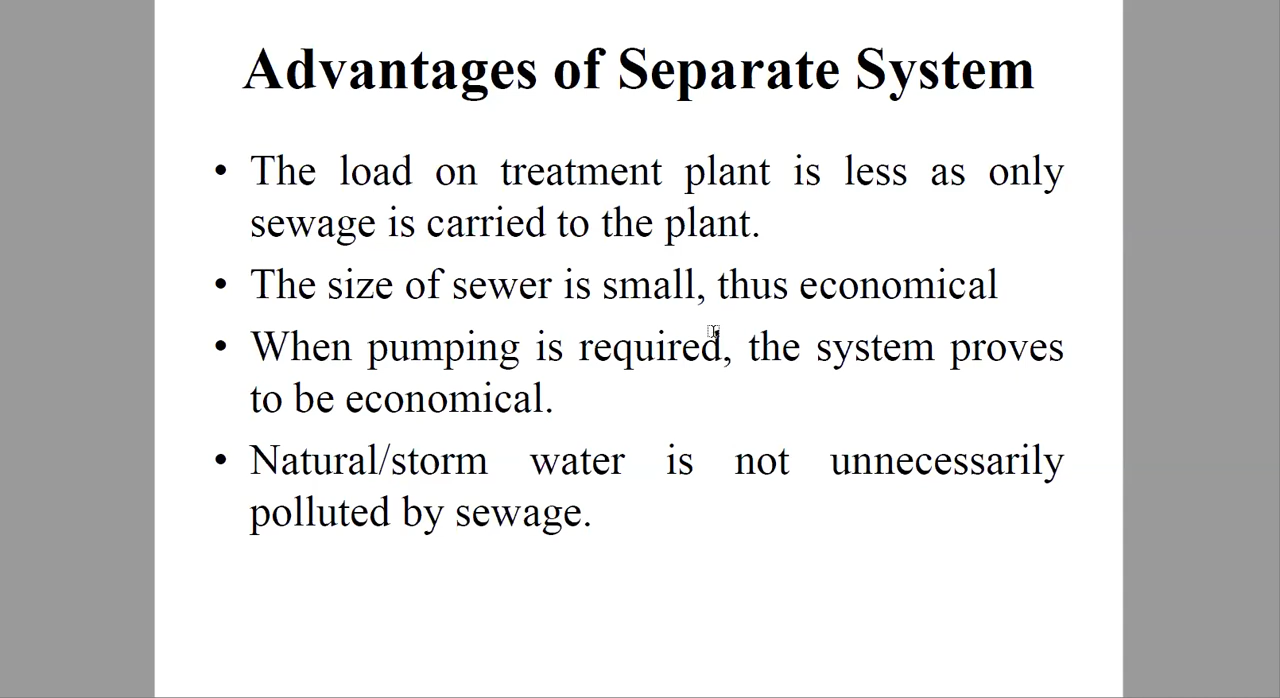 Advantages of Separate System
• The load on treatment plant is less as only
sewage is carried to the plant.
• The size of sewer is small, thus economical
• When pumping is required, the system proves
to be economical.
• Natural/storm water is not unnecessarily
polluted by sewage.